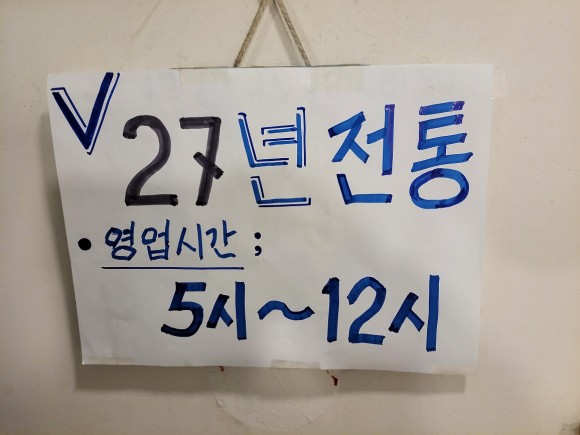 V 27년 전통
• 영업시간 ;
5시~12시